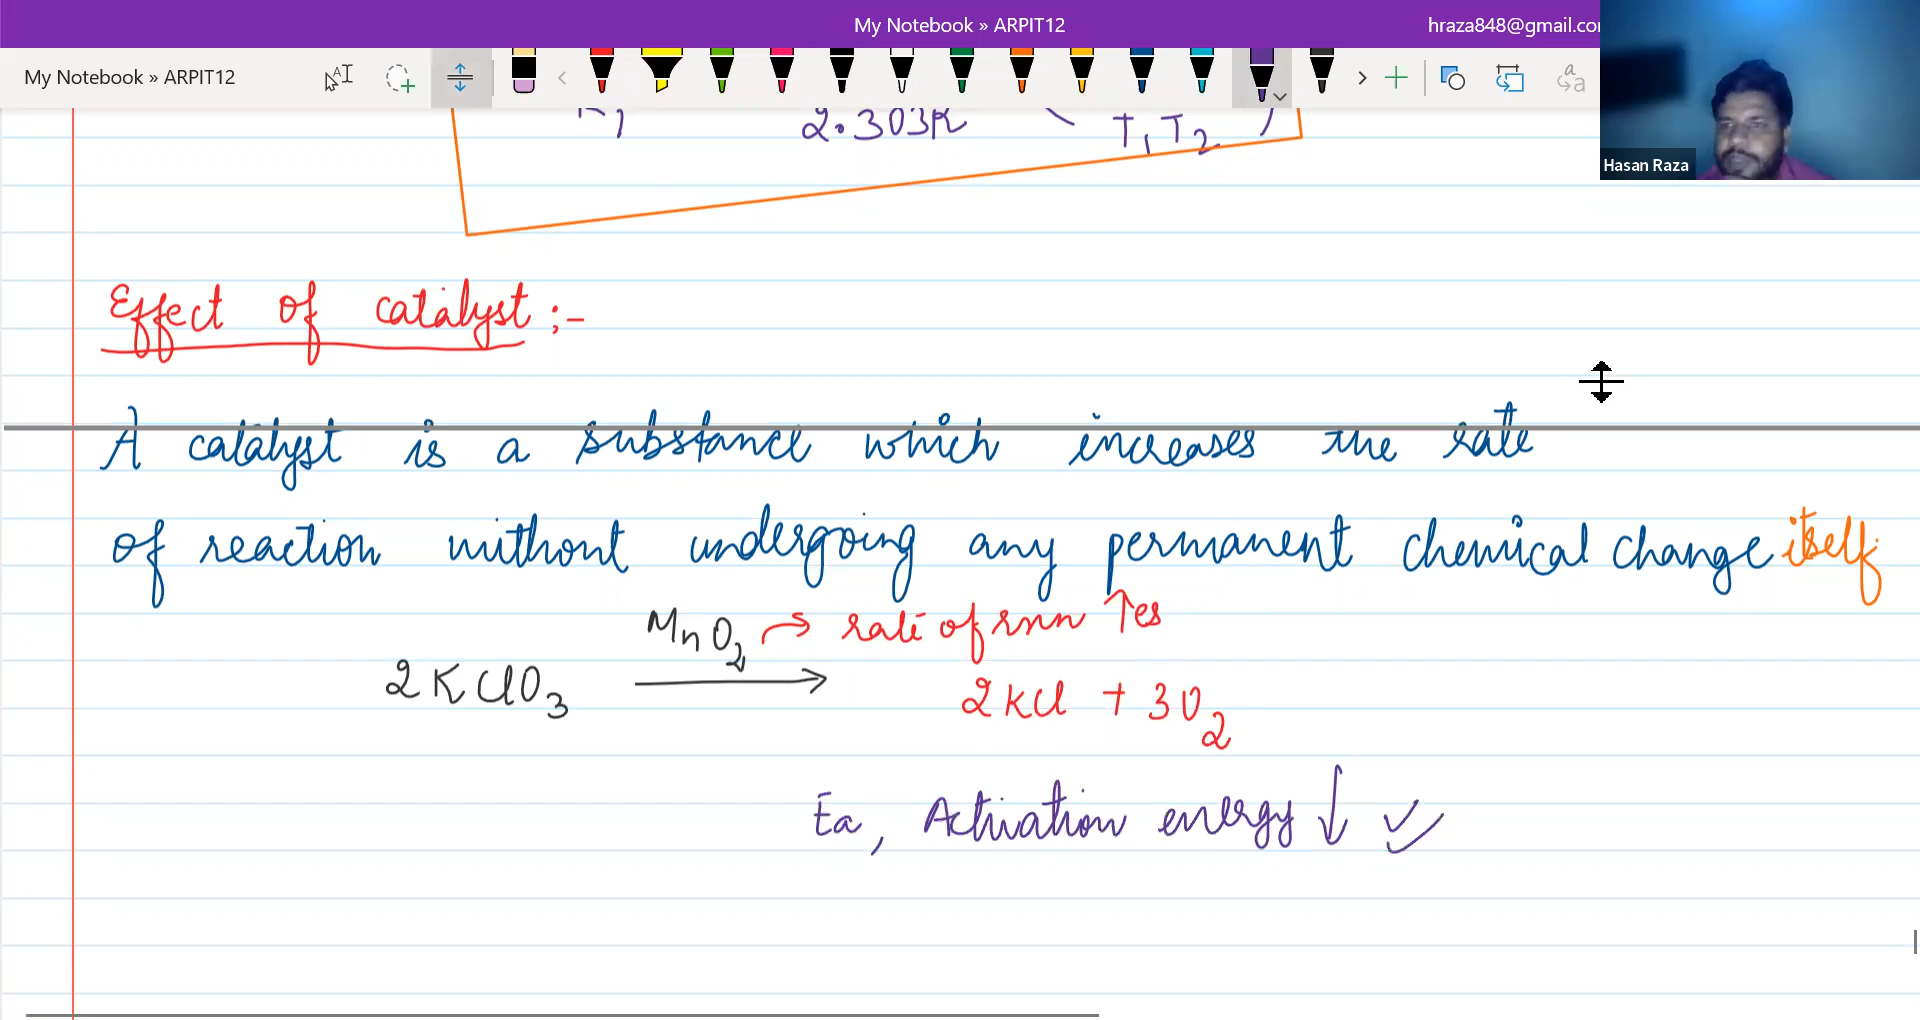 My Notebook » ARPIT12
hraza848@gmail.co
My Notebook » ARPIT12
Hasan Raza
2.303R T₁T₂
Effect of catalyst :-
A catalyst is a substance which increases the rate
of reaction without undergoing any permanent chemical change itself
MnO₂ → rate of rxn ↑es
2KClO₃ → 2KCl + 3O₂
Ea, Activation energy ↓ ✓